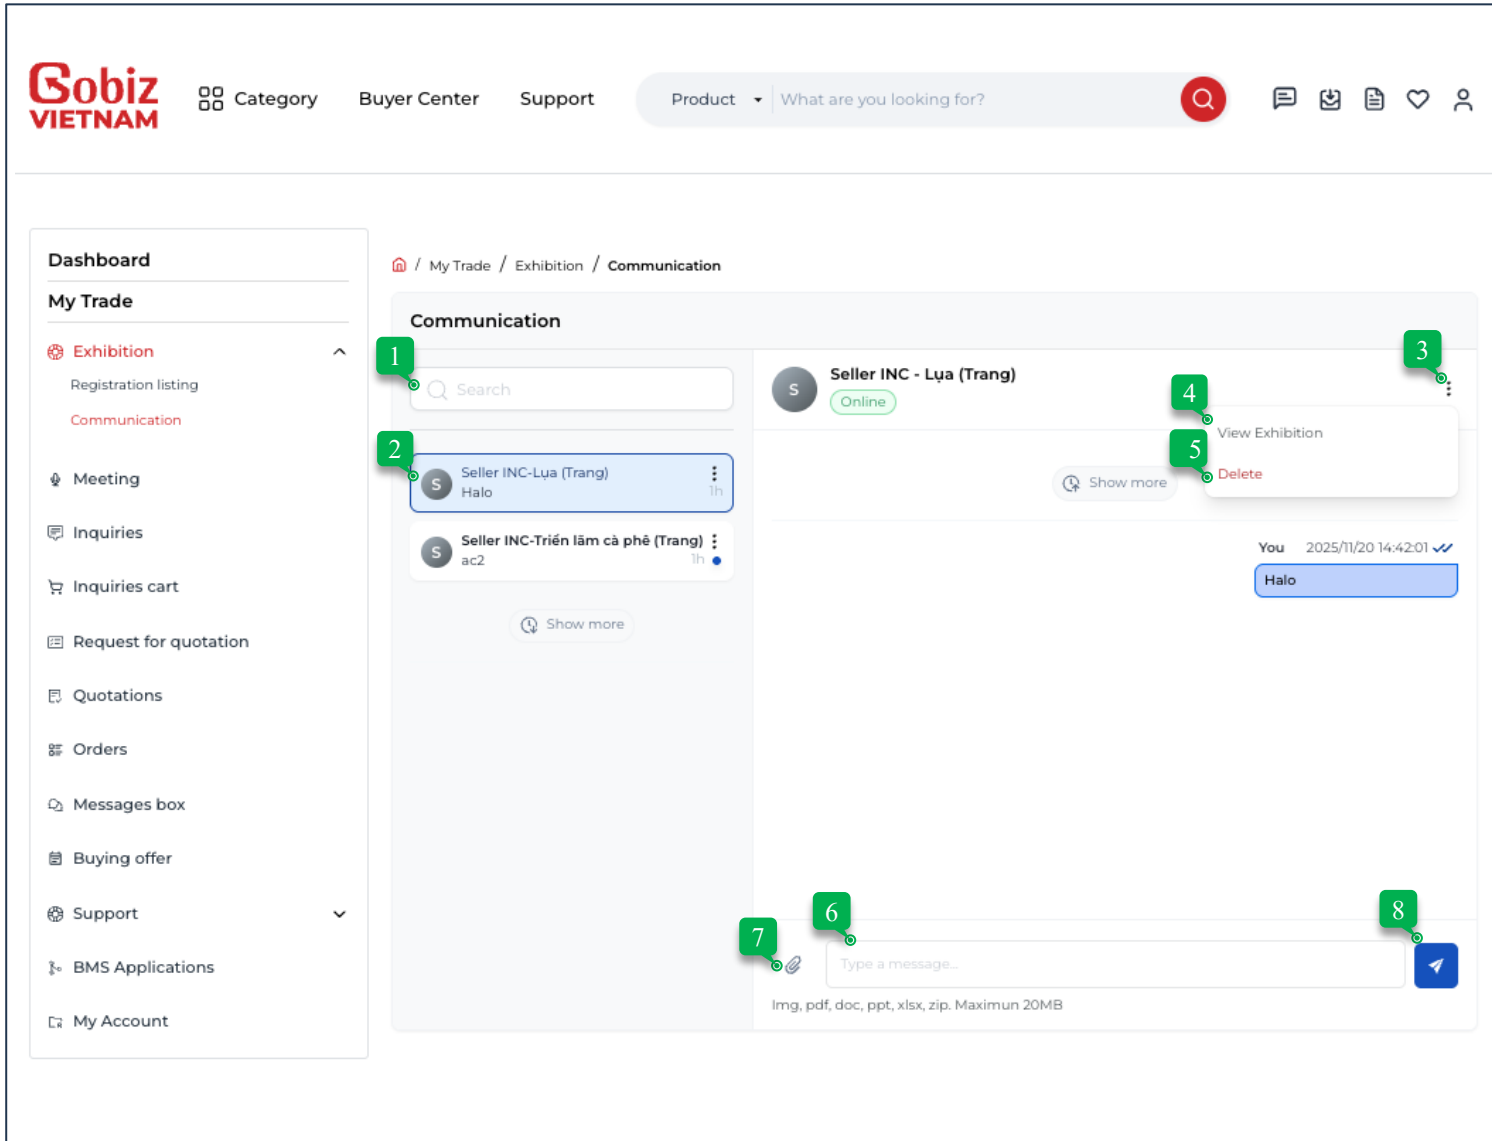 Gobiz
VIETNAM
Category
Buyer Center
Support
Product
What are you looking for?
Dashboard
My Trade
Exhibition
Registration listing
Communication
Meeting
Inquiries
Inquiries cart
Request for quotation
Quotations
Orders
Messages box
Buying offer
Support
BMS Applications
My Account
/ My Trade / Exhibition / Communication
Communication
1
Search
2
S
Seller INC-Lụa (Trang)
Halo
1h
S
Seller INC-Triển lãm cà phê (Trang)
ac2
1h
Show more
S
Seller INC - Lụa (Trang)
Online
3
4
View Exhibition
5
Delete
Show more
You 2025/11/20 14:42:01
Halo
6
7
8
Type a message...
Img, pdf, doc, ppt, xlsx, zip. Maximun 20MB